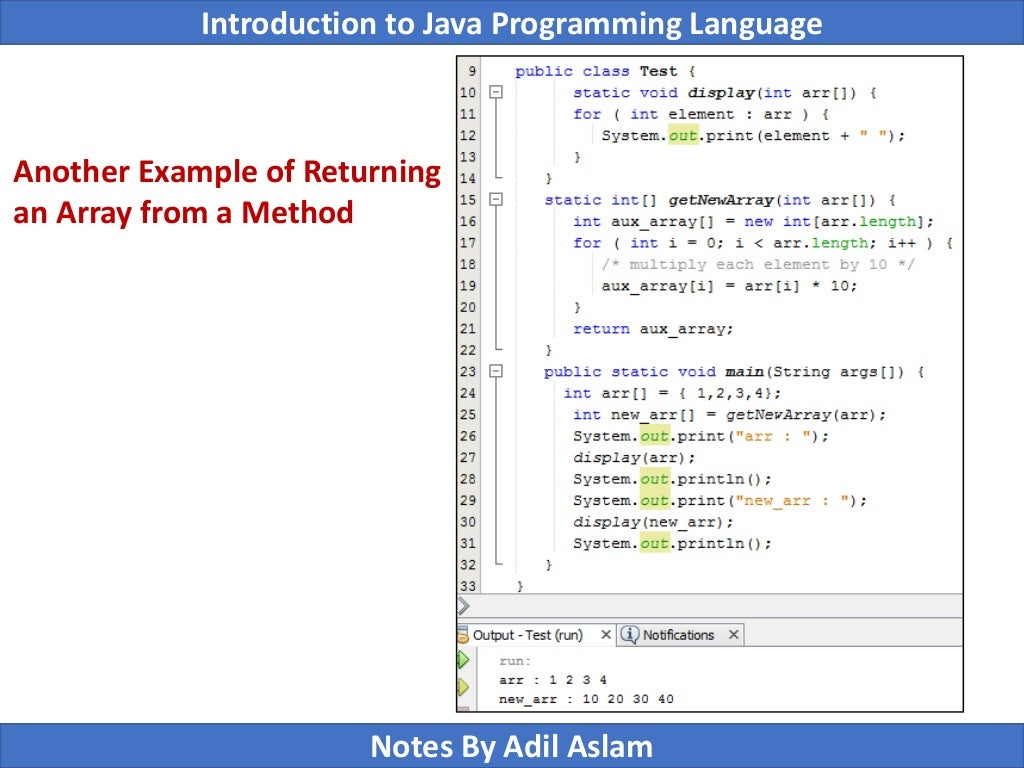 Introduction to Java Programming Language
Another Example of Returning
an Array from a Method
9 public class Test {
10 static void display(int arr[]) {
11 for ( int element : arr ) {
12 System.out.print(element + " ");
13 }
14 }
15 static int[] getNewArray(int arr[]) {
16 int aux_array[] = new int[arr.length];
17 for ( int i = 0; i < arr.length; i++ ) {
18 /* multiply each element by 10 */
19 aux_array[i] = arr[i] * 10;
20 }
21 return aux_array;
22 }
23 public static void main(String args[]) {
24 int arr[] = { 1,2,3,4};
25 int new_arr[] = getNewArray(arr);
26 System.out.print("arr : ");
27 display(arr);
28 System.out.println();
29 System.out.print("new_arr : ");
30 display(new_arr);
31 System.out.println();
32 }
33 }
Output - Test (run) Notifications
run:
arr : 1 2 3 4
new_arr : 10 20 30 40
Notes By Adil Aslam